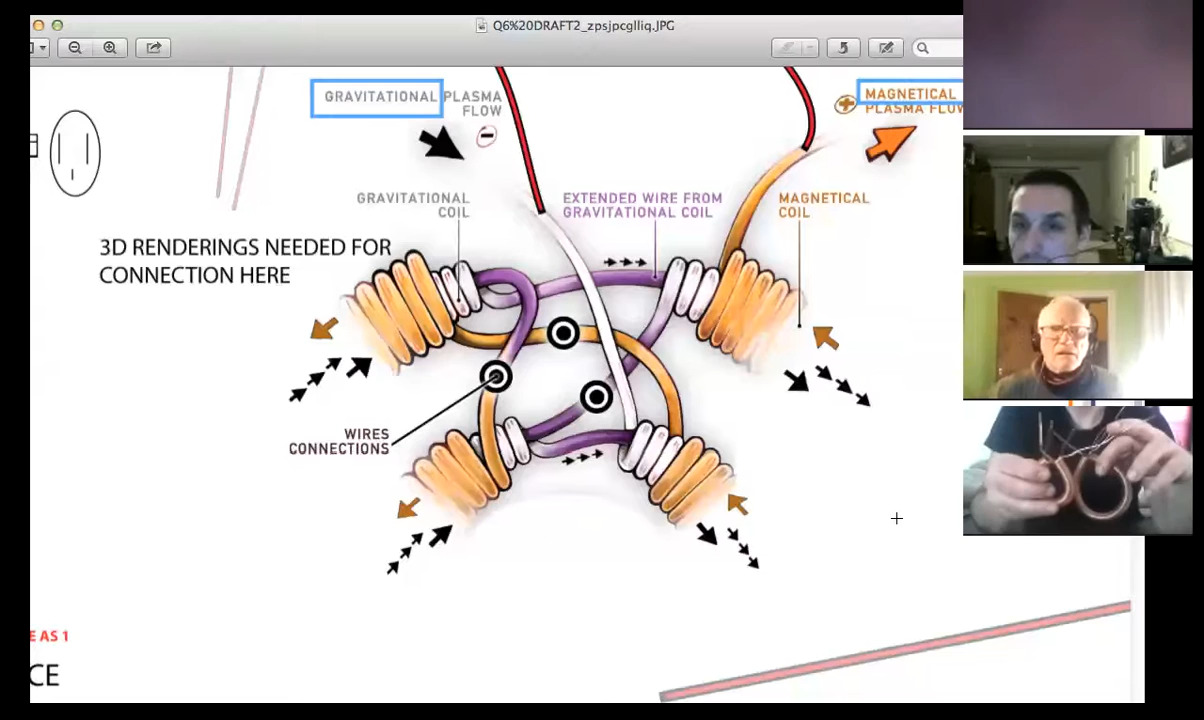 Q6%20DRAFT2_zpsjpcglliq.JPG
GRAVITATIONAL PLASMA
FLOW
MAGNETICAL
PLASMA FLOW
GRAVITATIONAL
COIL
EXTENDED WIRE FROM
GRAVITATIONAL COIL
MAGNETICAL
COIL
3D RENDERINGS NEEDED FOR
CONNECTION HERE
WIRES
CONNECTIONS
E AS 1
CE